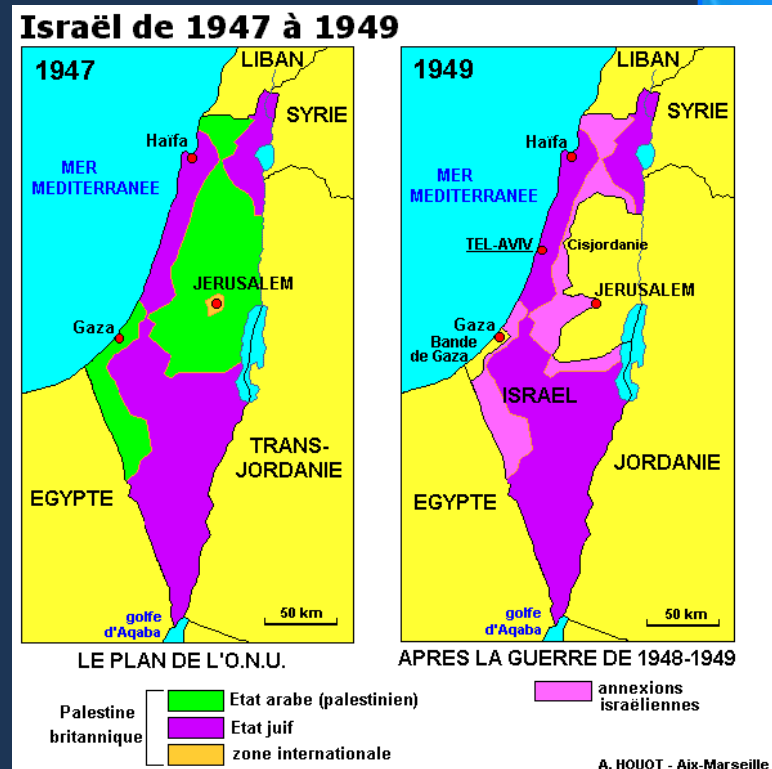 Israël de 1947 à 1949
1947
LIBAN
SYRIE
Haïfa
MER
MEDITERRANEE
JERUSALEM
Gaza
TRANS-
JORDANIE
EGYPTE
golfe
d'Aqaba
50 km
LE PLAN DE L'O.N.U.
1949
LIBAN
SYRIE
Haïfa
MER
MEDITERRANEE
TEL-AVIV
Cisjordanie
JERUSALEM
Gaza
Bande
de Gaza
ISRAEL
JORDANIE
EGYPTE
golfe
d'Aqaba
50 km
APRES LA GUERRE DE 1948-1949
Palestine
britannique
Etat arabe (palestinien)
Etat juif
zone internationale
annexions
israéliennes
A. HOUOT - Aix-Marseille